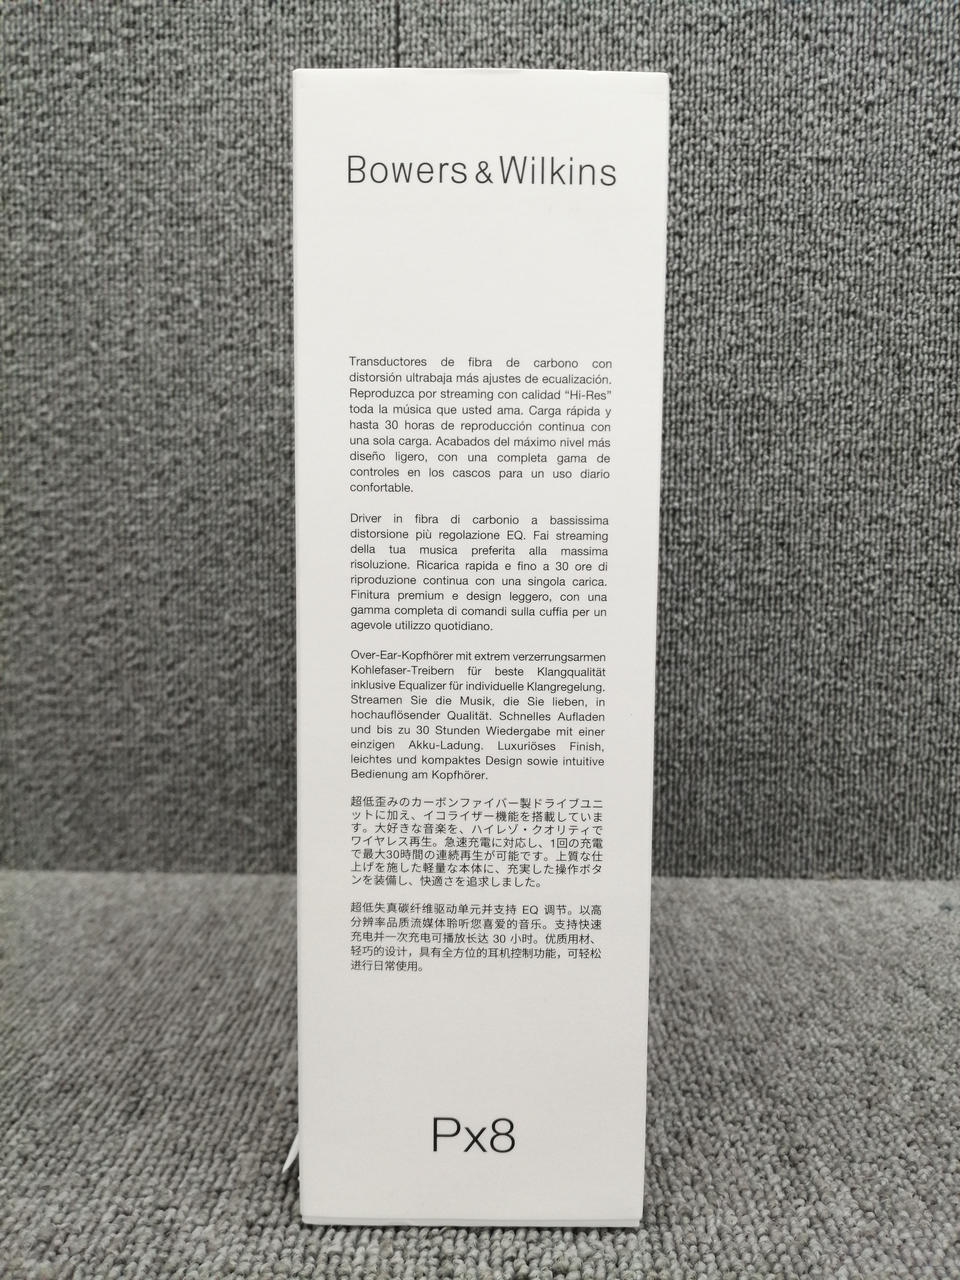 Bowers & Wilkins
Transductores de fibra de carbono con
distorsión ultrabaja más ajustes de ecualización.
Reproduzca por streaming con calidad “Hi-Res”
toda la música que usted ama. Carga rápida y
hasta 30 horas de reproducción continua con
una sola carga. Acabados del máximo nivel más
diseño ligero, con una completa gama de
controles en los cascos para un uso diario
confortable.
Driver in fibra di carbonio a bassissima
distorsione più regolazione EQ. Fai streaming
della tua musica preferita alla massima
risoluzione. Ricarica rapida e fino a 30 ore di
riproduzione continua con una singola carica.
Finitura premium e design leggero, con una
gamma completa di comandi sulla cuffia per un
agevole utilizzo quotidiano.
Over-Ear-Kopfhörer mit extrem verzerrungsarmen
Kohlefaser-Treibern für beste Klangqualität
inklusive Equalizer für individuelle Klangregelung.
Streamen Sie die Musik, die Sie lieben, in
hochauflösender Qualität. Schnelles Aufladen
und bis zu 30 Stunden Wiedergabe mit einer
einzigen Akku-Ladung. Luxuriöses Finish,
leichtes und kompaktes Design sowie intuitive
Bedienung am Kopfhörer.
超低歪みのカーボンファイバー製ドライブユニ
ットに加え、イコライザー機能を搭載していま
す。大好きな音楽を、ハイレゾ・クオリティで
ワイヤレス再生。急速充電に対応し、1回の充電
で最大30時間の連続再生が可能です。上質な仕
上げを施した軽量な本体に、充実した操作ボタ
ンを装備し、快適さを追求しました。
超低失真碳纤维驱动单元并支持 EQ 调节。以高
分辨率品质流媒体聆听您喜爱的音乐。支持快速
充电并一次充电可播放长达 30 小时。优质用材、
轻巧的设计，具有全方位的耳机控制功能，可轻松
进行日常使用。
Px8